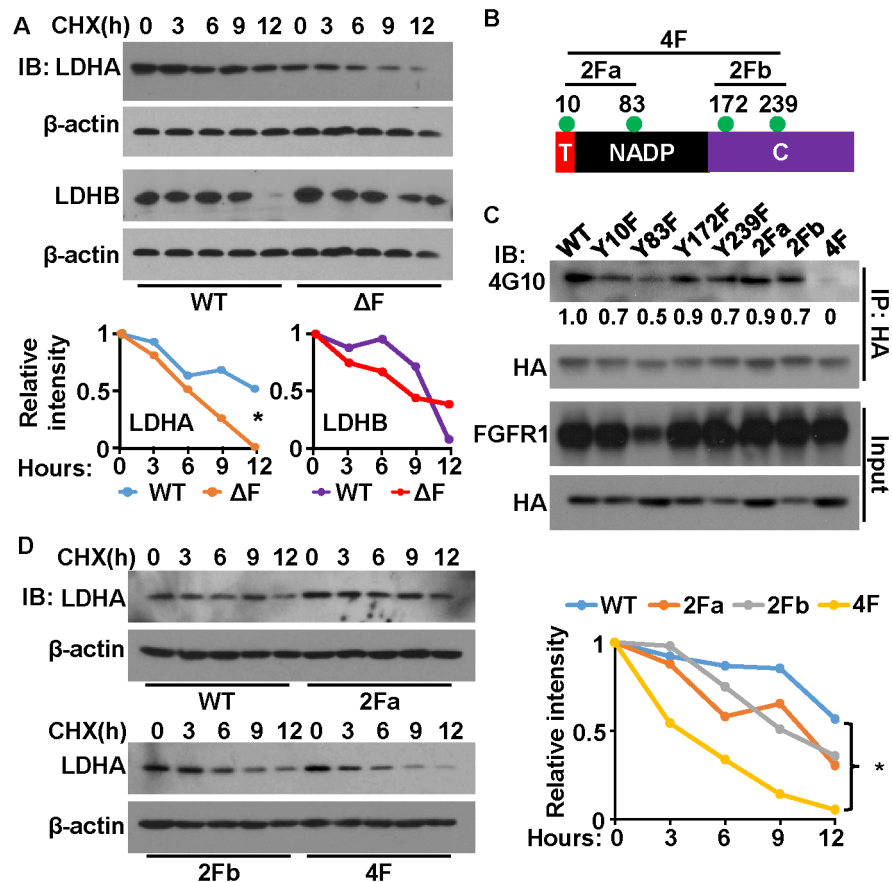 A
CHX(h) 0 3 6 9 12 0 3 6 9 12
IB: LDHA
β-actin
LDHB
β-actin
WT ΔF
Relative intensity
1
0.5
0
LDHA
*
0 3 6 9 12
Hours:
WT ΔF
1
0.5
0
LDHB
0 3 6 9 12
WT ΔF
B
4F
2Fa 2Fb
10 83 172 239
T NADP C
C
WT Y10F Y83F Y172F Y239F 2Fa 2Fb 4F
IB:
4G10
1.0 0.7 0.5 0.9 0.7 0.9 0.7 0
HA
IP: HA
FGFR1
HA
Input
D
CHX(h) 0 3 6 9 12 0 3 6 9 12
IB: LDHA
β-actin
WT 2Fa
CHX(h) 0 3 6 9 12 0 3 6 9 12
LDHA
β-actin
2Fb 4F
WT 2Fa 2Fb 4F
Relative intensity
1
0.5
0
*
Hours: 0 3 6 9 12